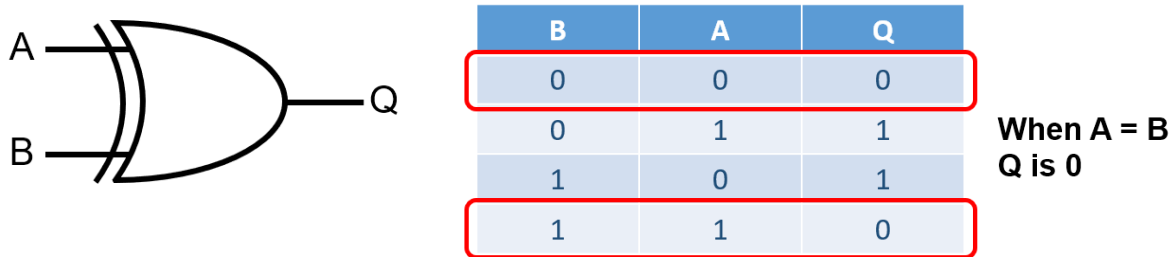 A
B
Q
B A Q
0 0 0
0 1 1
1 0 1
1 1 0
When A = B
Q is 0